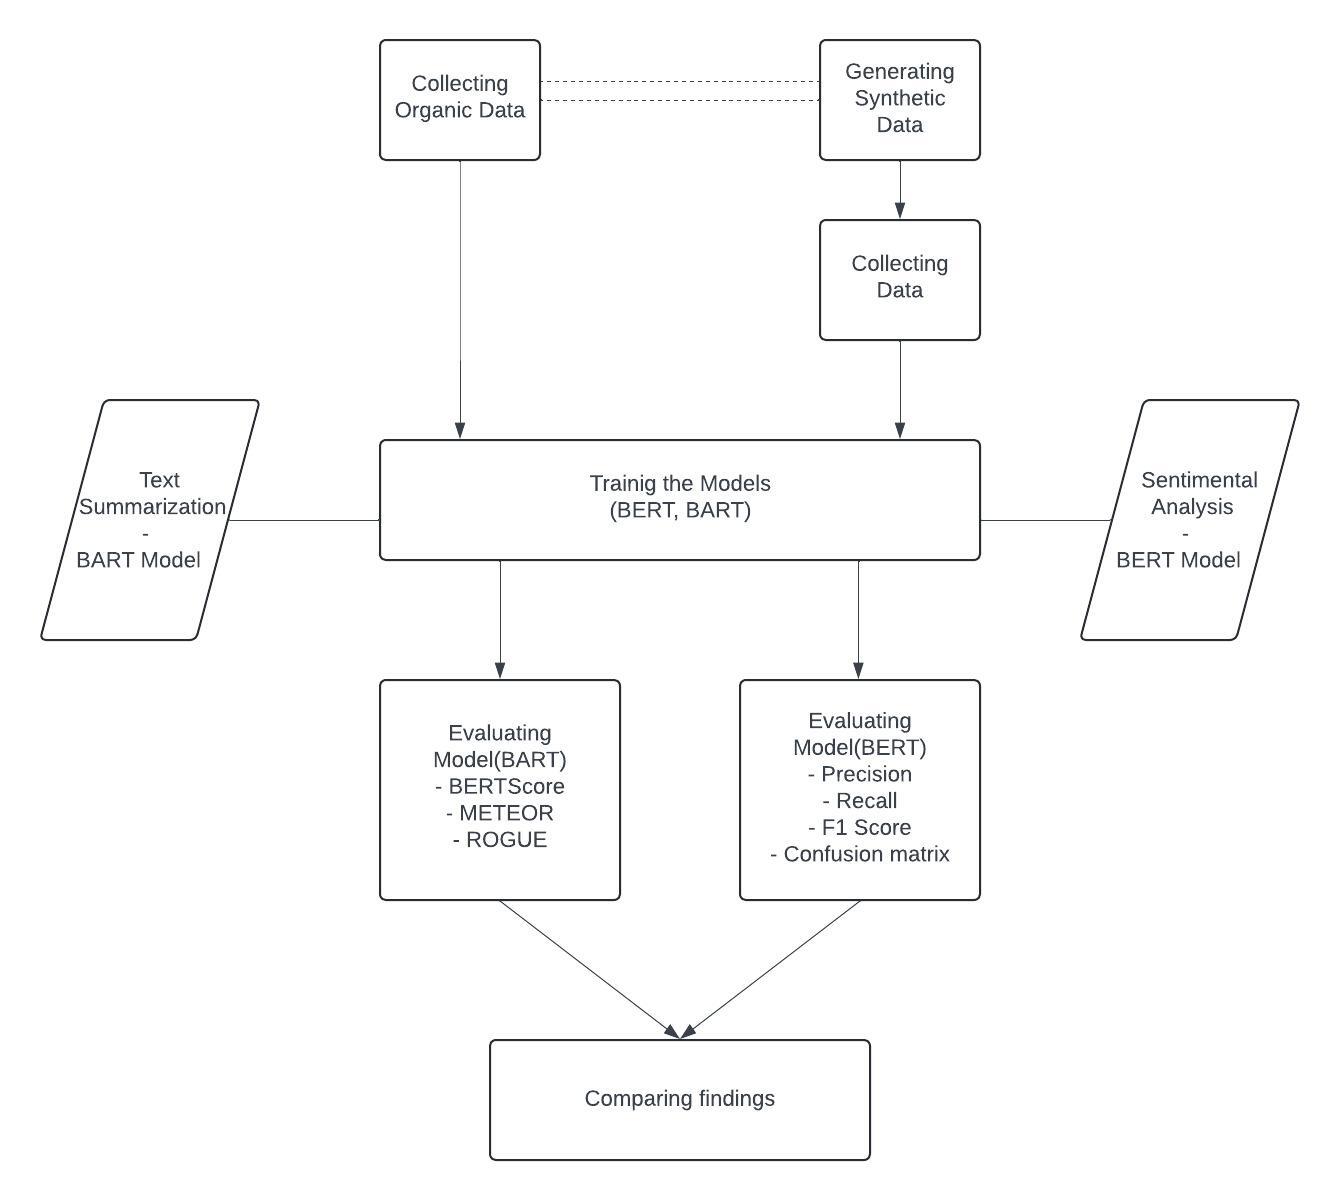 Collecting
Organic Data
Generating
Synthetic
Data
Collecting
Data
Text
Summarization
-
BART Model
Trainig the Models
(BERT, BART)
Sentimental
Analysis
-
BERT Model
Evaluating
Model(BART)
- BERTScore
- METEOR
- ROGUE
Evaluating
Model(BERT)
- Precision
- Recall
- F1 Score
- Confusion matrix
Comparing findings